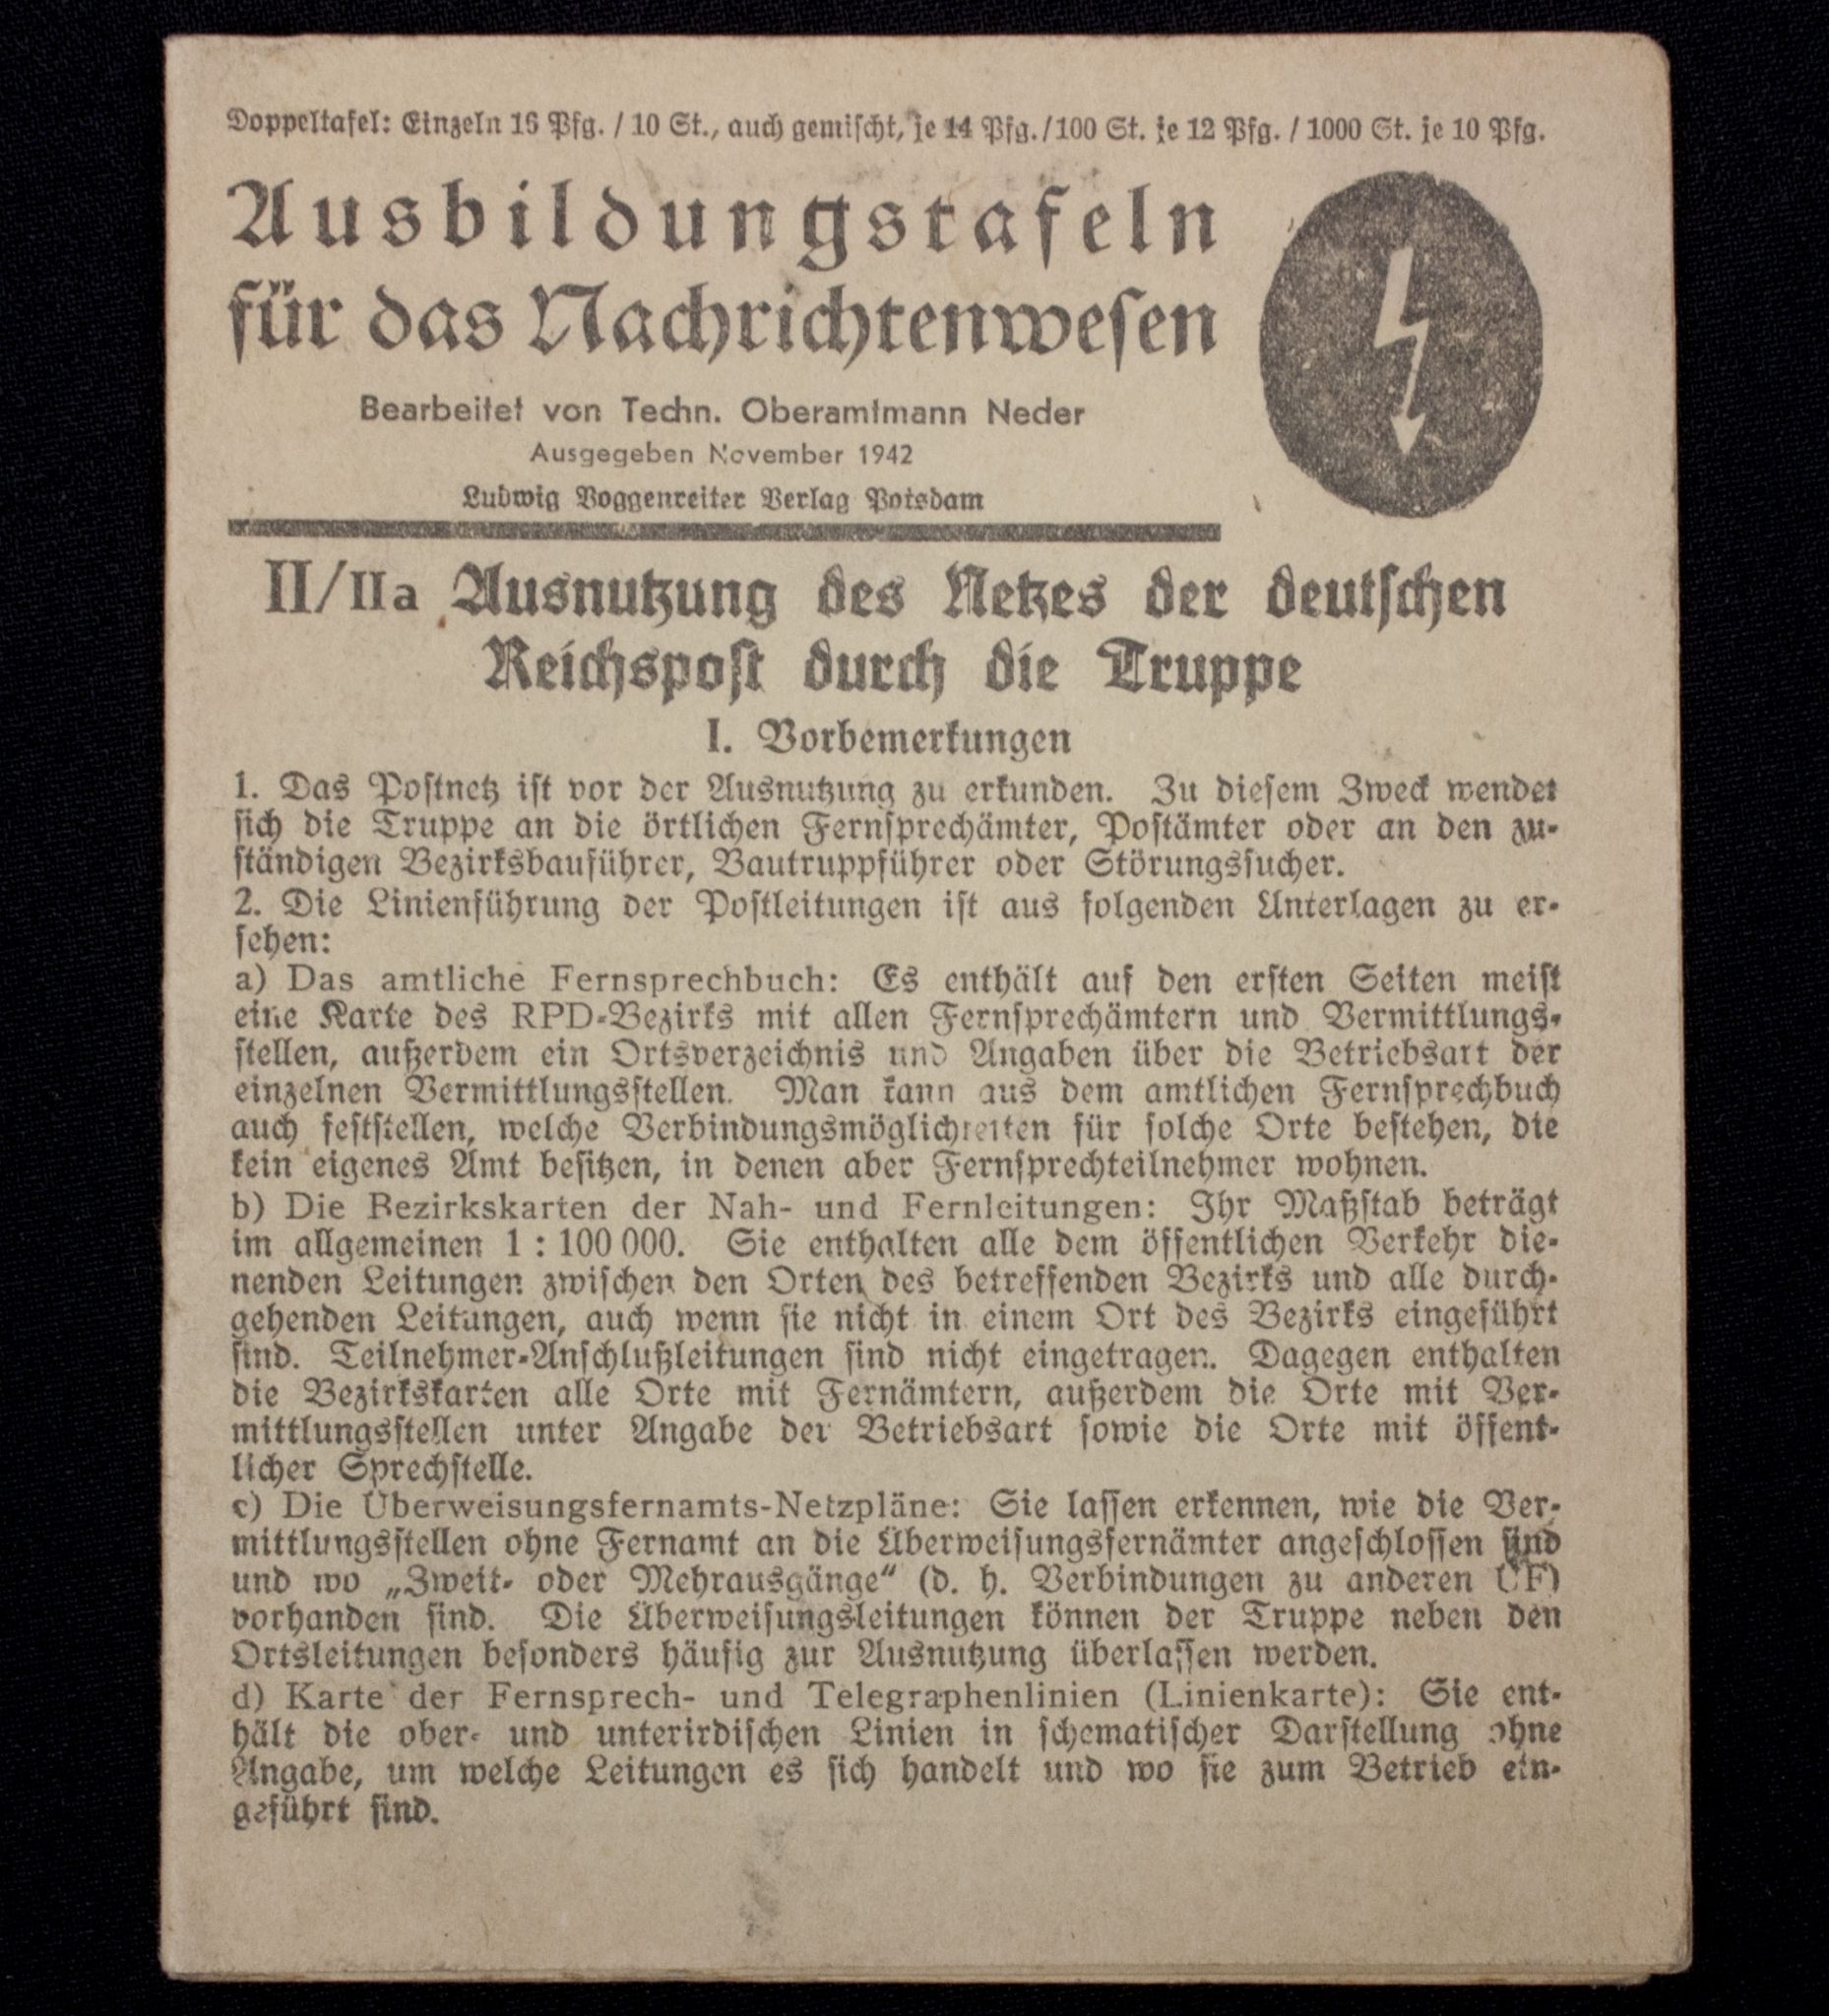 Doppeltafel: Einzeln 16 Pfg. / 10 St., auch gemischt, je 14 Pfg. / 100 St. je 12 Pfg. / 1000 St. je 10 Pfg.
Ausbildungstafeln
für das Nachrichtenwesen
Bearbeitet von Techn. Oberamtmann Neder
Ausgegeben November 1942
Ludwig Voggenreiter Verlag Potsdam
II/IIa Ausnutzung des Netzes der deutschen
Reichspost durch die Truppe
I. Vorbemerkungen
1. Das Postnetz ist vor der Ausnutzung zu erkunden. Zu diesem Zweck wendet
sich die Truppe an die örtlichen Fernsprechämter, Postämter oder an den zu-
ständigen Bezirksbauführer, Bautruppführer oder Störungssucher.
2. Die Linienführung der Postleitungen ist aus folgenden Unterlagen zu er-
sehen:
a) Das amtliche Fernsprechbuch: Es enthält auf den ersten Seiten meist
eine Karte des RPD-Bezirks mit allen Fernsprechämtern und Vermittlungs-
stellen, außerdem ein Ortsverzeichnis und Angaben über die Betriebsart der
einzelnen Vermittlungsstellen. Man kann aus dem amtlichen Fernsprechbuch
auch feststellen, welche Verbindungsmöglichkeiten für solche Orte bestehen, die
kein eigenes Amt besitzen, in denen aber Fernsprechteilnehmer wohnen.
b) Die Bezirkskarten der Nah- und Fernleitungen: Ihr Maßstab beträgt
im allgemeinen 1 : 100 000. Sie enthalten alle dem öffentlichen Verkehr die-
nenden Leitungen zwischen den Orten des betreffenden Bezirks und alle durch-
gehenden Leitungen, auch wenn sie nicht in einem Ort des Bezirks eingeführt
sind. Teilnehmer-Anschlußleitungen sind nicht eingetragen. Dagegen enthalten
die Bezirkskarten alle Orte mit Fernämtern, außerdem die Orte mit Ver-
mittlungsstellen unter Angabe der Betriebsart sowie die Orte mit öffent-
licher Sprechstelle.
c) Die Überweisungsfernamts-Netzpläne: Sie lassen erkennen, wie die Ver-
mittlungsstellen ohne Fernamt an die Überweisungsfernämter angeschlossen sind
und wo „Zweit- oder Mehrausgänge“ (d. h. Verbindungen zu anderen ÜF)
vorhanden sind. Die Überweisungsleitungen können der Truppe neben den
Ortsleitungen besonders häufig zur Ausnutzung überlassen werden.
d) Karte der Fernsprech- und Telegraphenlinien (Linienkarte): Sie ent-
hält die ober- und unterirdischen Linien in schematischer Darstellung ohne
Angabe, um welche Leitungen es sich handelt und wo sie zum Betrieb ein-
geführt sind.